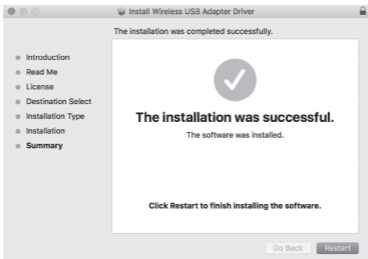 Install Wireless USB Adaptor Driver
The installation was completed successfully.
Introduction
Read Me
License
Destination Select
Installation Type
Installation
Summary
The installation was successful.
The software was installed.
Click Restart to finish installing the software.
Go Back
Restart